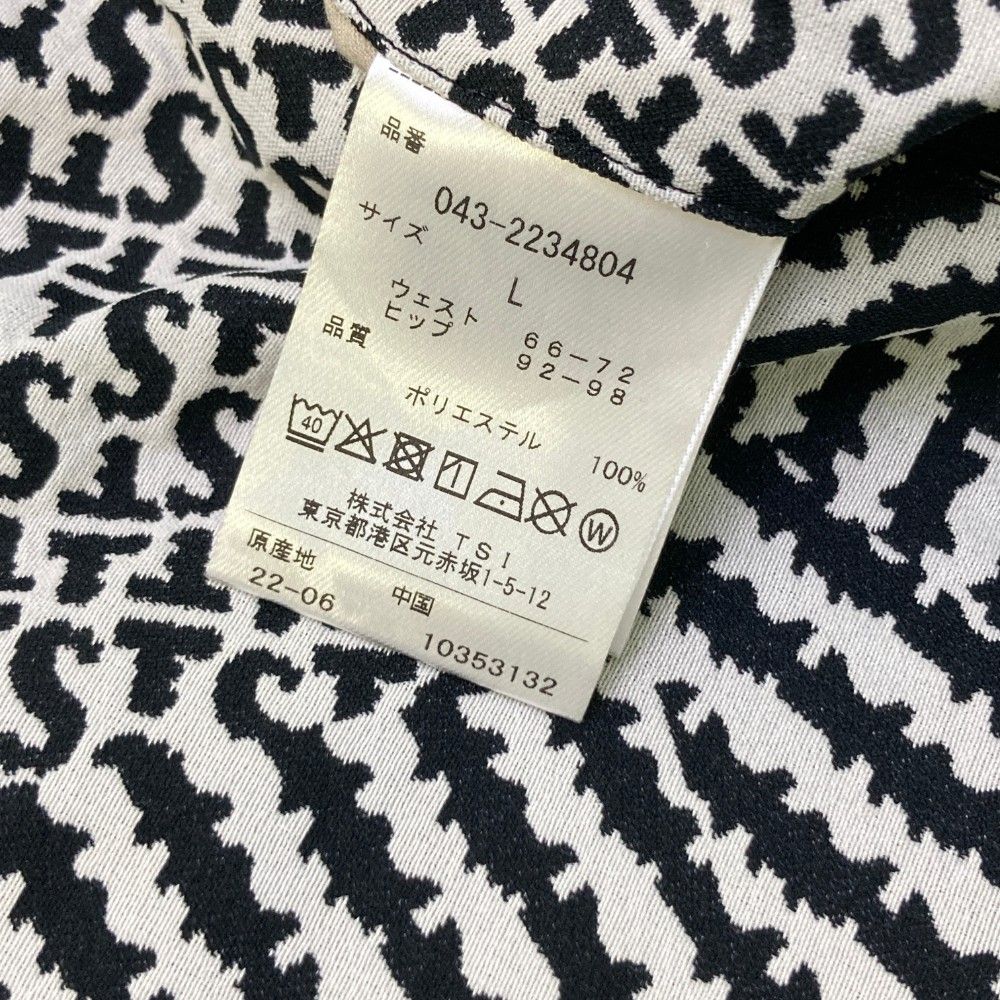 品番
043-2234804
サイズ
L
ウェスト 66-72
ヒップ 92-98
品質
ポリエステル 100%
40
W
株式会社 TSI
東京都港区元赤坂1-5-12
原産地 中国
22-06 10353132